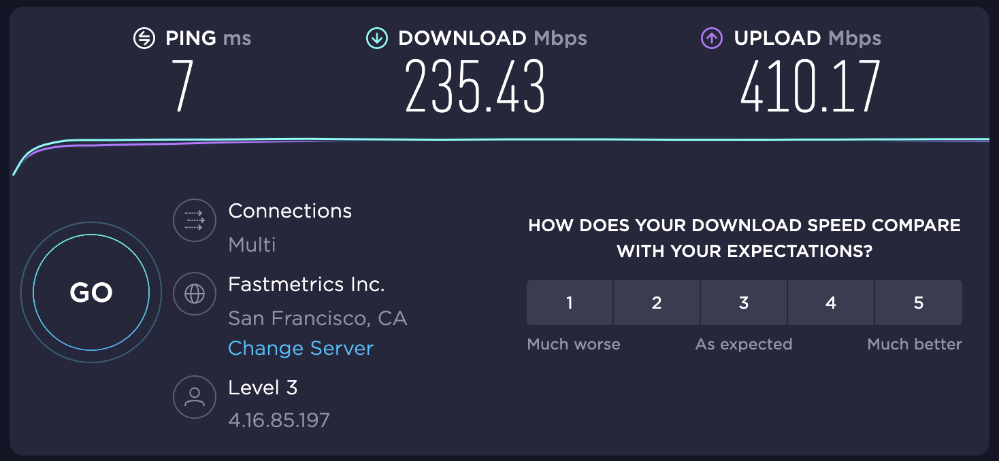 PING ms
7
DOWNLOAD Mbps
235.43
UPLOAD Mbps
410.17
GO
Connections
Multi
Fastmetrics Inc.
San Francisco, CA
Change Server
Level 3
4.16.85.197
HOW DOES YOUR DOWNLOAD SPEED COMPARE
WITH YOUR EXPECTATIONS?
1 2 3 4 5
Much worse As expected Much better